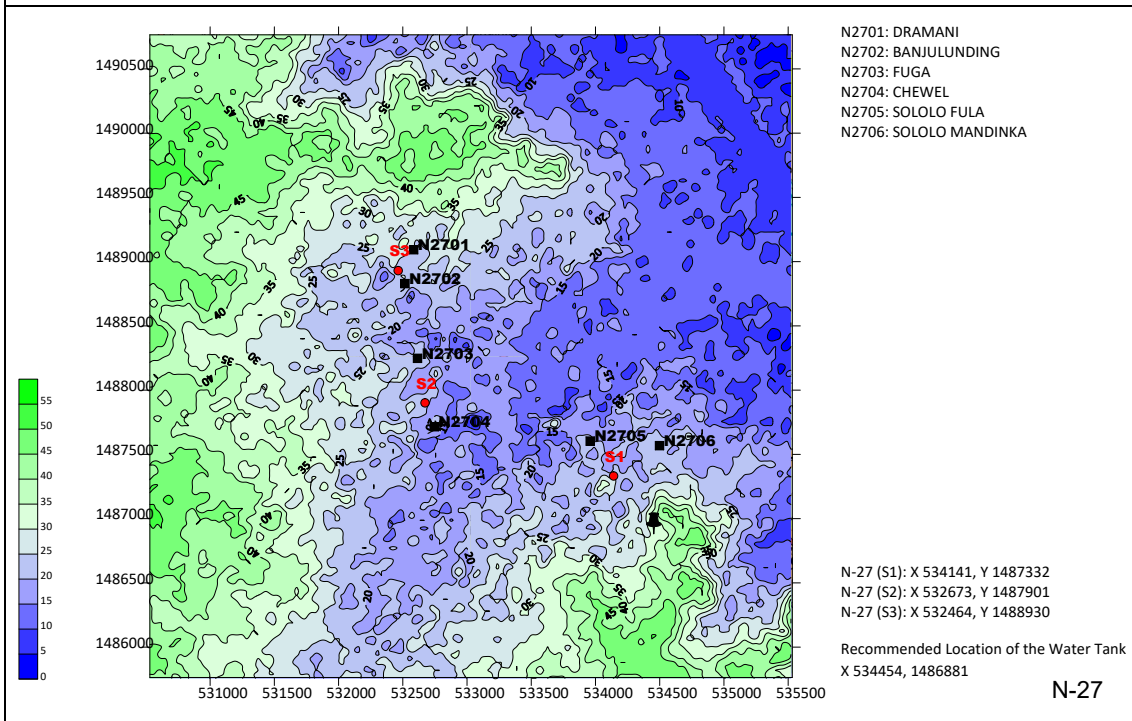 N2701: DRAMANI
N2702: BANJULUNDING
N2703: FUGA
N2704: CHEWEL
N2705: SOLOLO FULA
N2706: SOLOLO MANDINKA
1490500
1490000
1489500
1489000
1488500
1488000
1487500
1487000
1486500
1486000
S3
N2701
N2702
N2703
S2
N2704
N2705
N2706
S1
55
50
45
40
35
30
25
20
15
10
5
0
531000 531500 532000 532500 533000 533500 534000 534500 535000 535500
N-27 (S1): X 534141, Y 1487332
N-27 (S2): X 532673, Y 1487901
N-27 (S3): X 532464, Y 1488930
Recommended Location of the Water Tank
X 534454, 1486881
N-27